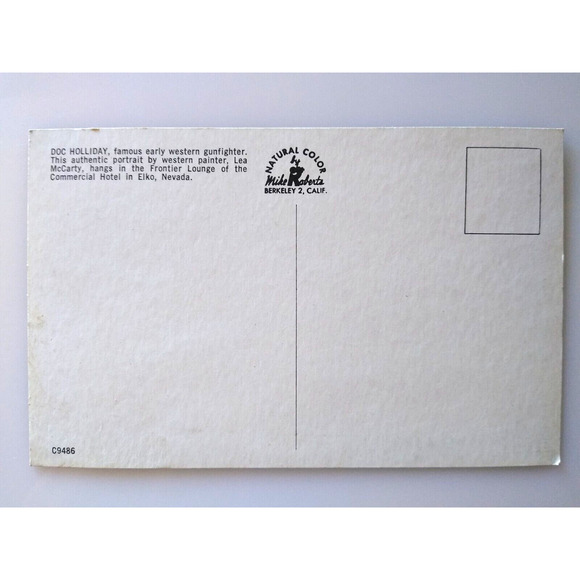 DOC HOLLIDAY, famous early western gunfighter.
This authentic portrait by western painter, Lea
McCarty, hangs in the Frontier Lounge of the
Commercial Hotel in Elko, Nevada.
NATURAL COLOR
by
Mike Roberts
BERKELEY 2, CALIF.
C9486